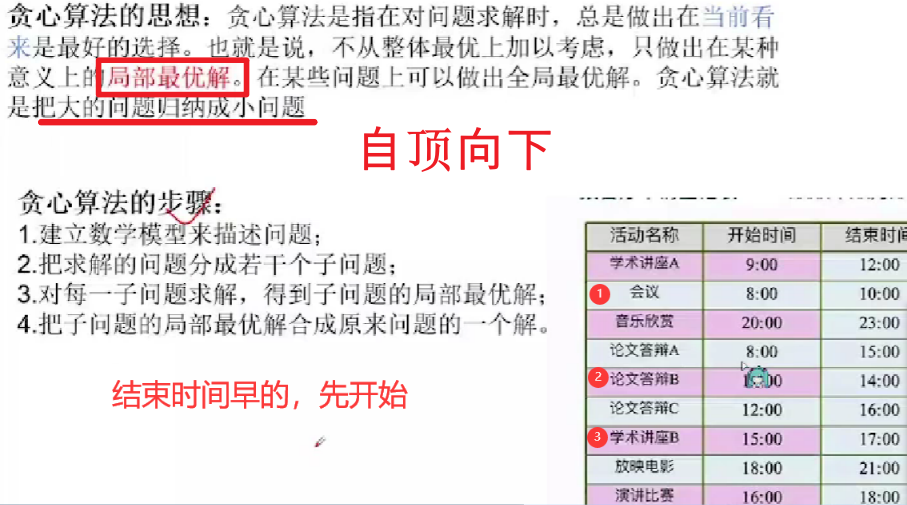 贪心算法的思想：贪心算法是指在对问题求解时，总是做出在当前看
来是最好的选择。也就是说，不从整体最优上加以考虑，只做出在某种
意义上的局部最优解。在某些问题上可以做出全局最优解。贪心算法就
是把大的问题归纳成小问题
自顶向下
贪心算法的步骤：
1.建立数学模型来描述问题；
2.把求解的问题分成若干个子问题；
3.对每一子问题求解，得到子问题的局部最优解；
4.把子问题的局部最优解合成原来问题的一个解。
结束时间早的，先开始
活动名称 开始时间 结束时间
学术讲座A 9:00 12:00
1 会议 8:00 10:00
音乐欣赏 20:00 23:00
论文答辩A 8:00 15:00
2 论文答辩B 14:00
论文答辩C 12:00 16:00
3 学术讲座B 15:00 17:00
放映电影 18:00 21:00
演讲比赛 16:00 18:00